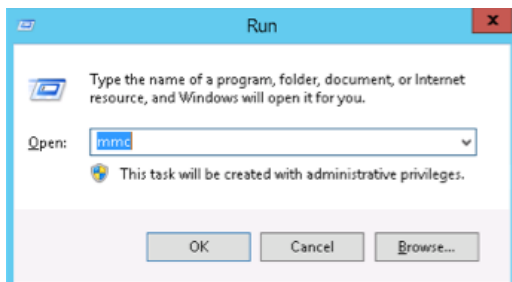 Run
x
Type the name of a program, folder, document, or Internet
resource, and Windows will open it for you.
Open:
mmc
This task will be created with administrative privileges.
OK
Cancel
Browse...